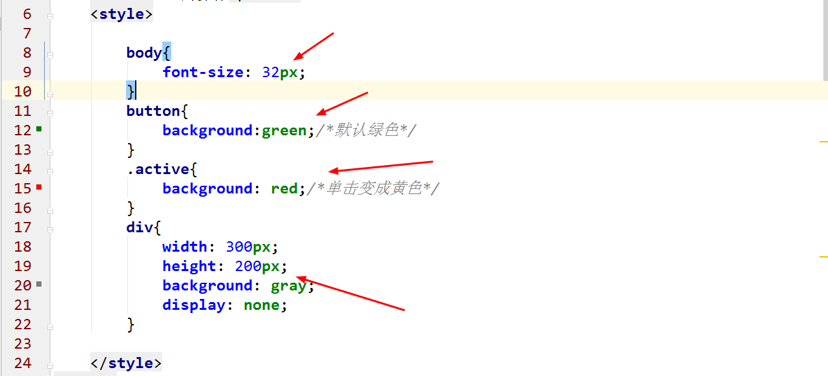 6 <style>
7
8 body{
9 font-size: 32px;
10 }
11 button{
12 background:green;/*默认绿色*/
13 }
14 .active{
15 background: red;/*单击变成黄色*/
16 }
17 div{
18 width: 300px;
19 height: 200px;
20 background: gray;
21 display: none;
22 }
23
24 </style>